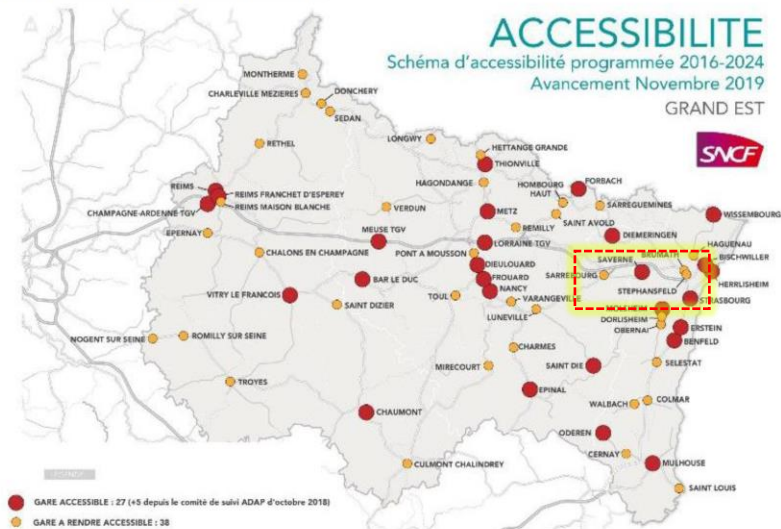 ACCESSIBILITE
Schéma d'accessibilité programmée 2016-2024
Avancement Novembre 2019
GRAND EST
SNCF
MONTHERME
CHARLEVILLE MEZIERES
DONCHERY
SEDAN
RETHEL
LONGWY
HETTANGE GRANDE
THIONVILLE
REIMS
REIMS FRANCHET D'ESPEREY
REIMS MAISON BLANCHE
CHAMPAGNE-ARDENNE TGV
HAGONDANGE
HOMBOURG
HAUT
FORBACH
SARREGUEMINES
WISSEMBOURG
VERDUN
METZ
REMILLY
SAINT AVOLD
DIEMERINGEN
EPERNAY
MEUSE TGV
LORRAINE TGV
HAGUENAU
CHALONS EN CHAMPAGNE
PONT A MOUSSON
SAVERNE
BRUMATH
BISCHWILLER
DIEULOUARD
SARREBOURG
BAR LE DUC
FROUARD
STEPHANSFELD
HERRLISHEIM
VITRY LE FRANCOIS
TOUL
NANCY
VARANGEVILLE
STRASBOURG
SAINT DIZIER
LUNEVILLE
MOLSHEIM
DORLISHEIM
OBERNAI
ERSTEIN
NOGENT SUR SEINE
ROMILLY SUR SEINE
BENFELD
CHARMES
MIRECOURT
SAINT DIE
SELESTAT
TROYES
EPINAL
CHAUMONT
WALBACH
COLMAR
ODEREN
CERNAY
CULMONT CHALINDREY
MULHOUSE
SAINT LOUIS
GARE ACCESSIBLE : 27 (+5 depuis le comité de suivi ADAP d'octobre 2018)
GARE A RENDRE ACCESSIBLE : 38